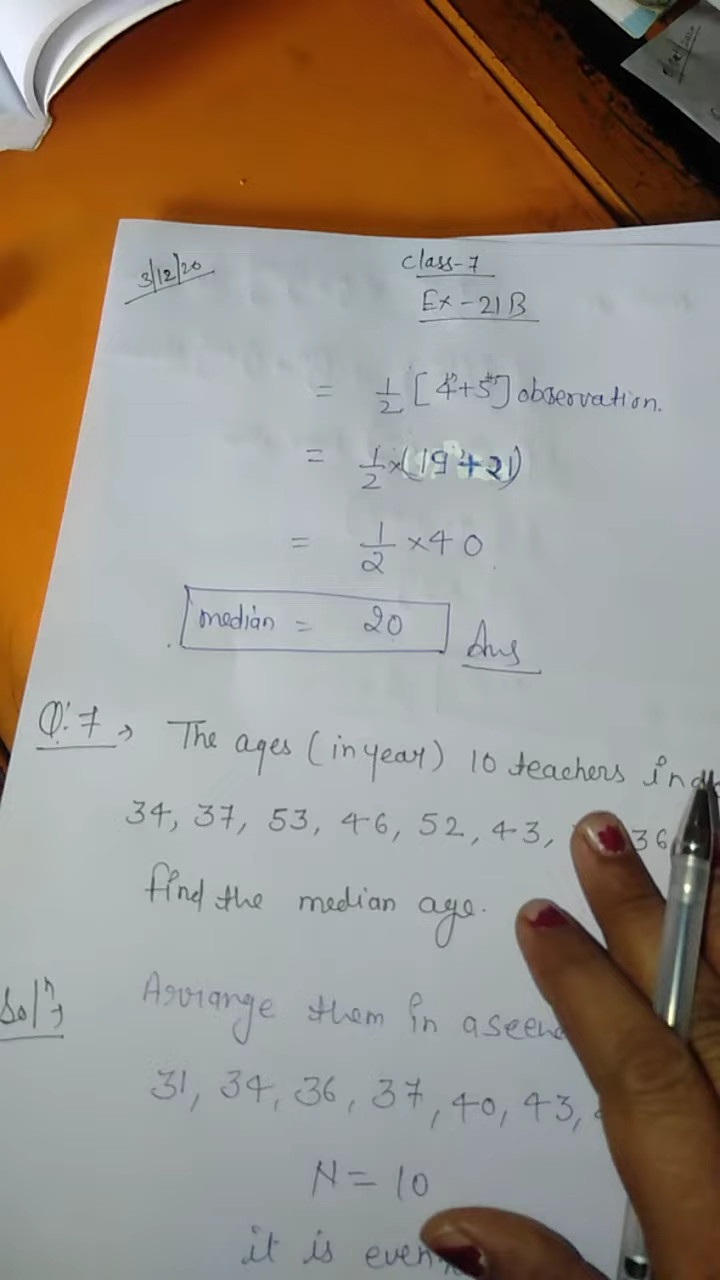 3/12/20
Class-7
Ex-21B
= 1/2 [4th+5th] observation.
= 1/2 × (19+21)
= 1/2 × 40
median = 20 Ans
Q.7 → The ages (in year) 10 teachers in
34, 37, 53, 46, 52, 43, 36,
find the median age.
Sol^n → Arrange them in
31, 34, 36, 37, 40, 43,
N = 10
it is even